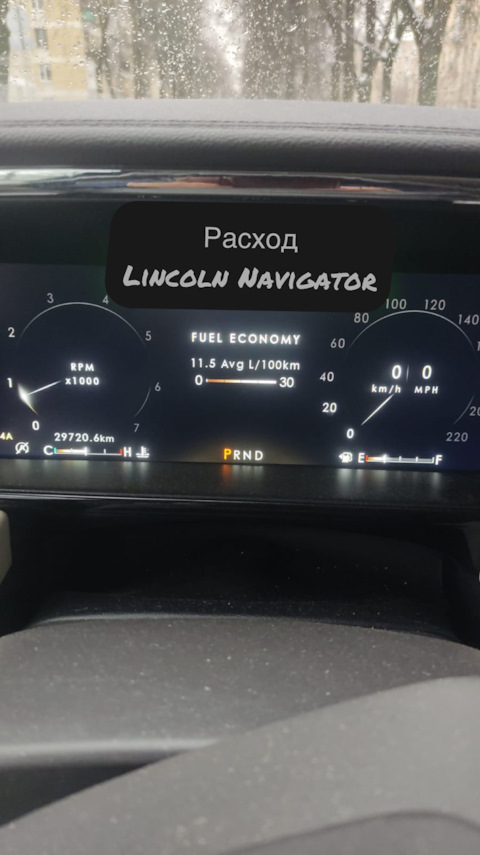 Расход
LINCOLN NAVIGATOR
3 4
2 5
1 6
0 7
RPM
x1000
4A
29720.6km
C H
FUEL ECONOMY
11.5 Avg L/100km
0 30
PRND
100 120
80 140
60
40
20
0 220
0 0
km/h MPH
E F